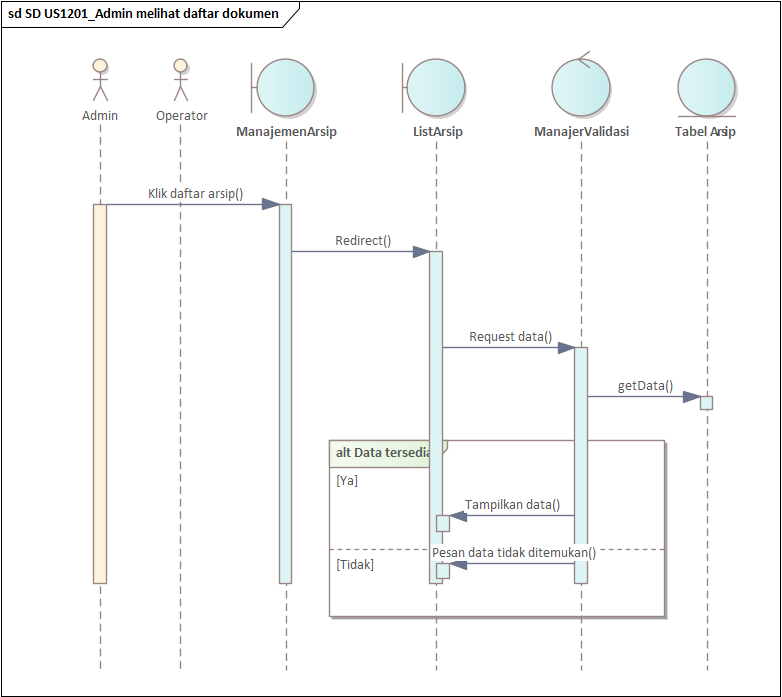 sd SD US1201_Admin melihat daftar dokumen
Admin
Operator
ManajemenArsip
ListArsip
ManajerValidasi
Tabel Arsip
Klik daftar arsip()
Redirect()
Request data()
getData()
alt Data tersedia
[Ya]
Tampilkan data()
Pesan data tidak ditemukan()
[Tidak]